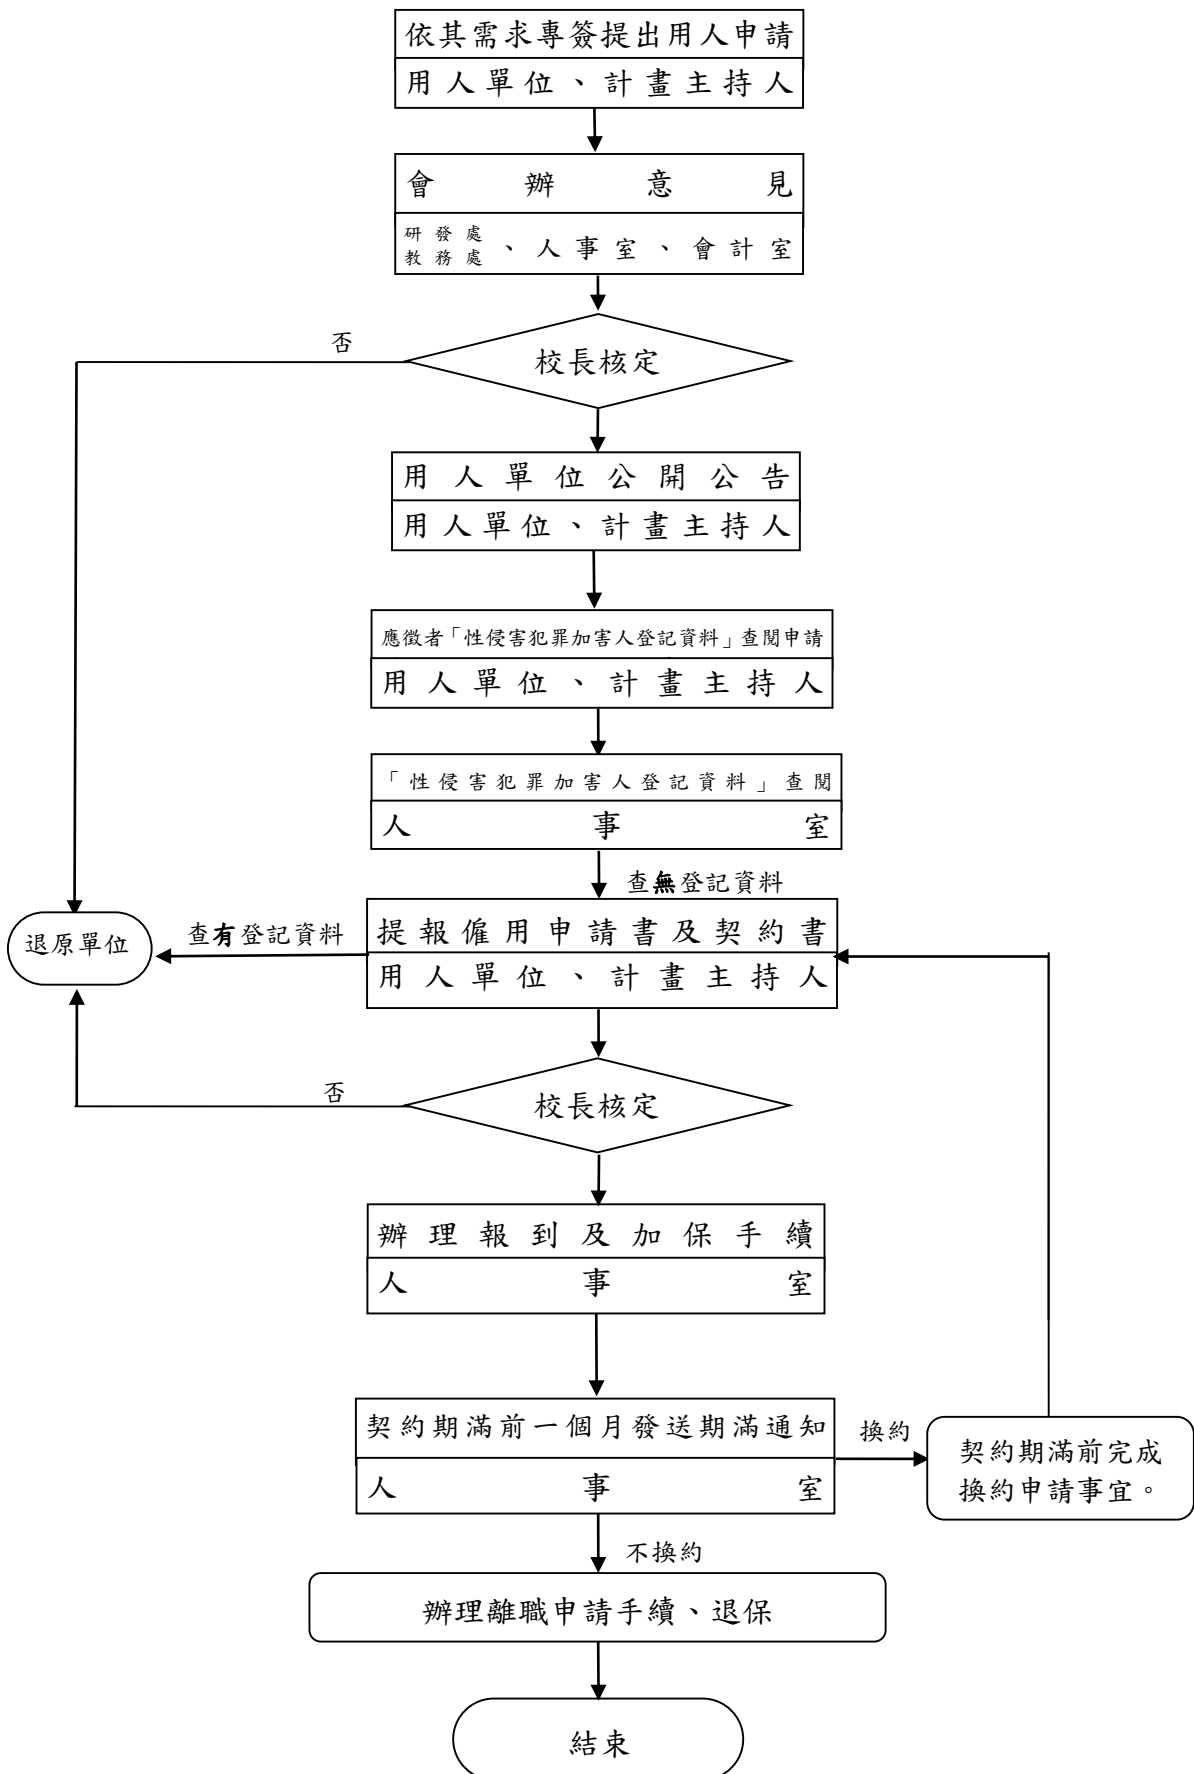 依其需求專簽提出用人申請
用人單位、計畫主持人
會辦意見
研發處
教務處、人事室、會計室
否
校長核定
用人單位公開公告
用人單位、計畫主持人
應徵者「性侵害犯罪加害人登記資料」查閱申請
用人單位、計畫主持人
「性侵害犯罪加害人登記資料」查閱
人事室
查無登記資料
退原單位
查有登記資料
提報僱用申請書及契約書
用人單位、計畫主持人
否
校長核定
辦理報到及加保手續
人事室
契約期滿前一個月發送期滿通知
人事室
換約
契約期滿前完成
換約申請事宜。
不換約
辦理離職申請手續、退保
結束